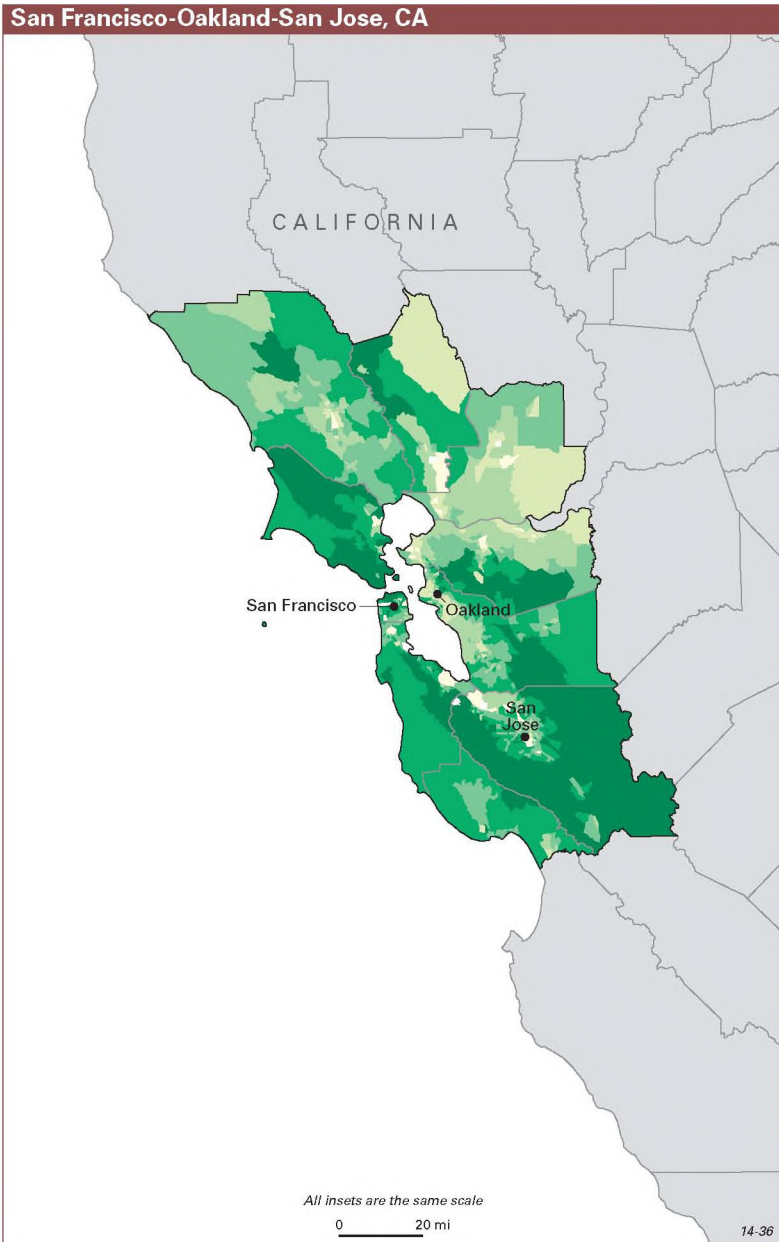 San Francisco-Oakland-San Jose, CA
CALIFORNIA
San Francisco
Oakland
San
Jose
All insets are the same scale
0 20 mi
14-36